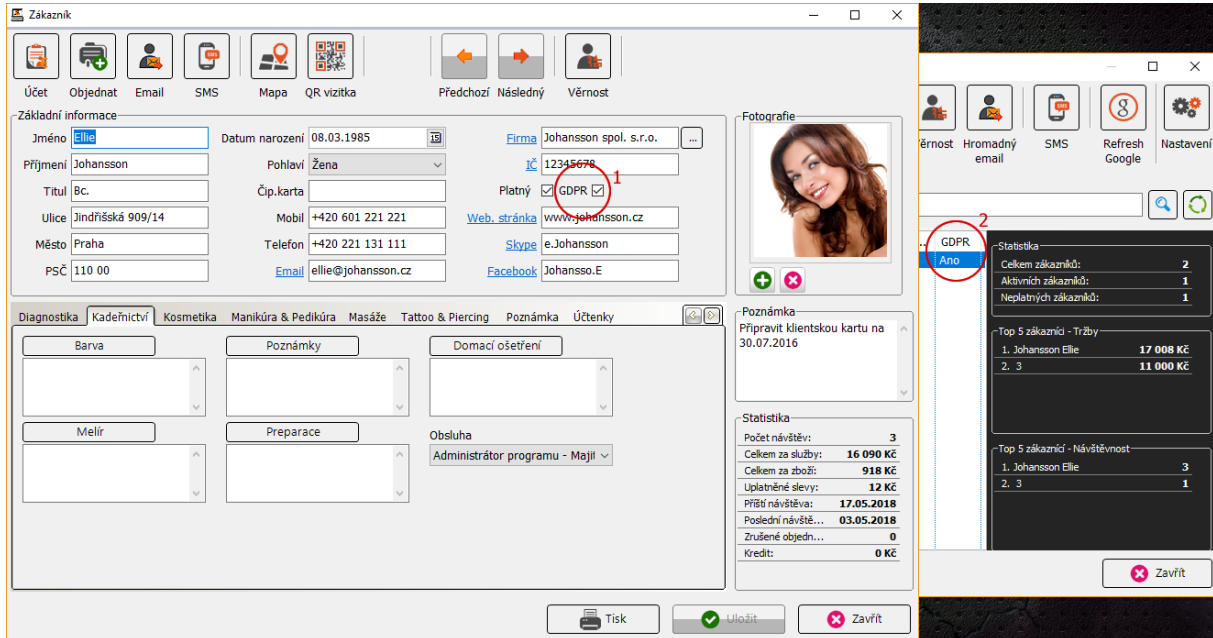 Zákazník
Účet Objednat Email SMS Mapa QR vizitka Předchozí Následný Věrnost
Základní informace
Jméno Ellie Datum narození 08.03.1985 15 Firma Johansson spol. s.r.o. ...
Příjmení Johansson Pohlaví Žena IČ 12345678
Titul Bc. Čip.karta Platný GDPR 1
Ulice Jindřišská 909/14 Mobil +420 601 221 221 Web. stránka www.johansson.cz
Město Praha Telefon +420 221 131 111 Skype e.Johansson
PSČ 110 00 Email ellie@johansson.cz Facebook Johansso.E
Fotografie
Diagnostika Kadeřnictví Kosmetika Manikúra & Pedikúra Masáže Tattoo & Piercing Poznámka Účtenky
Barva Poznámky Domací ošetření
Melír Preparace Obsluha
Administrátor programu - Majit
Poznámka
Připravit klientskou kartu na
30.07.2016
Statistika
Počet návštěv: 3
Celkem za služby: 16 090 Kč
Celkem za zboží: 918 Kč
Uplatněné slevy: 12 Kč
Příští návštěva: 17.05.2018
Poslední návště... 03.05.2018
Zrušené objedn... 0
Kredit: 0 Kč
Tisk Uložit Zavřít
ěrnost Hromadný email SMS Refresh Google Nastavení
2
.. GDPR
Ano
Statistika
Celkem zákazníků: 2
Aktivních zákazníků: 1
Neplatných zákazníků: 1
Top 5 zákazníci - Tržby
1. Johansson Ellie 17 008 Kč
2. 3 11 000 Kč
Top 5 zákazníci - Návštěvnost
1. Johansson Ellie 3
2. 3 1
Zavřít